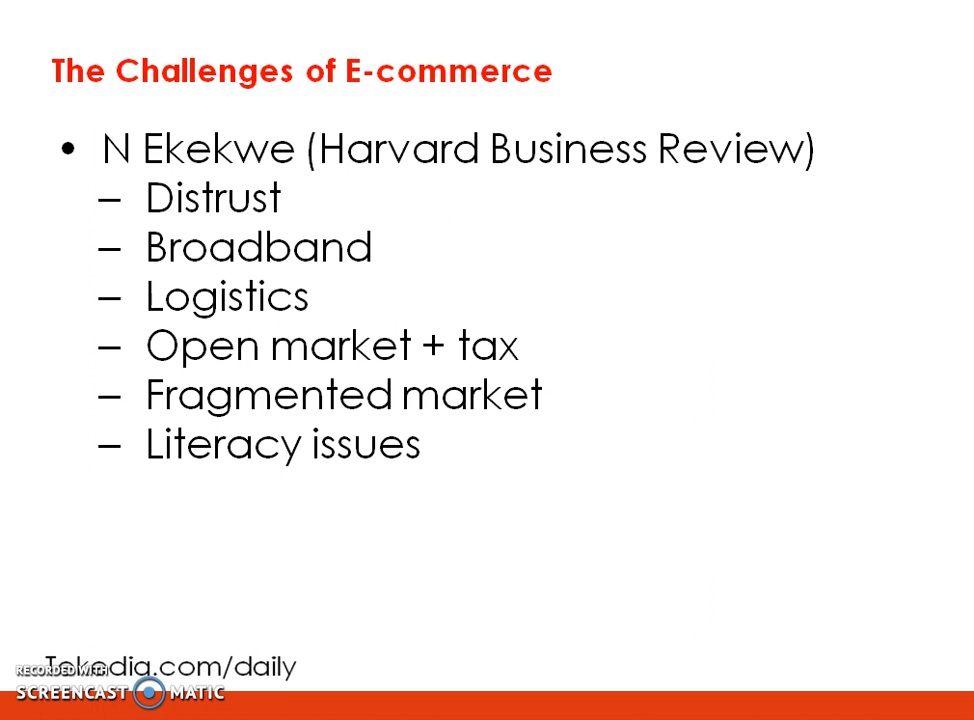 The Challenges of E-commerce
• N Ekekwe (Harvard Business Review)
– Distrust
– Broadband
– Logistics
– Open market + tax
– Fragmented market
– Literacy issues
Tekedia.com/daily
RECORDED WITH
SCREENCAST MATIC